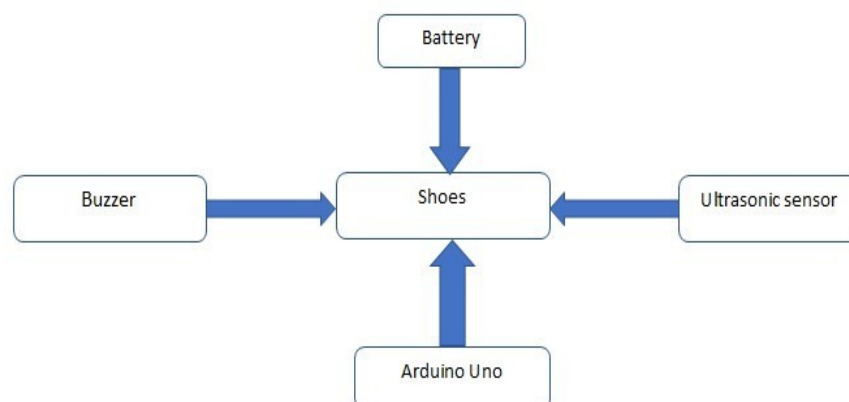 Battery
Buzzer
Shoes
Ultrasonic sensor
Arduino Uno